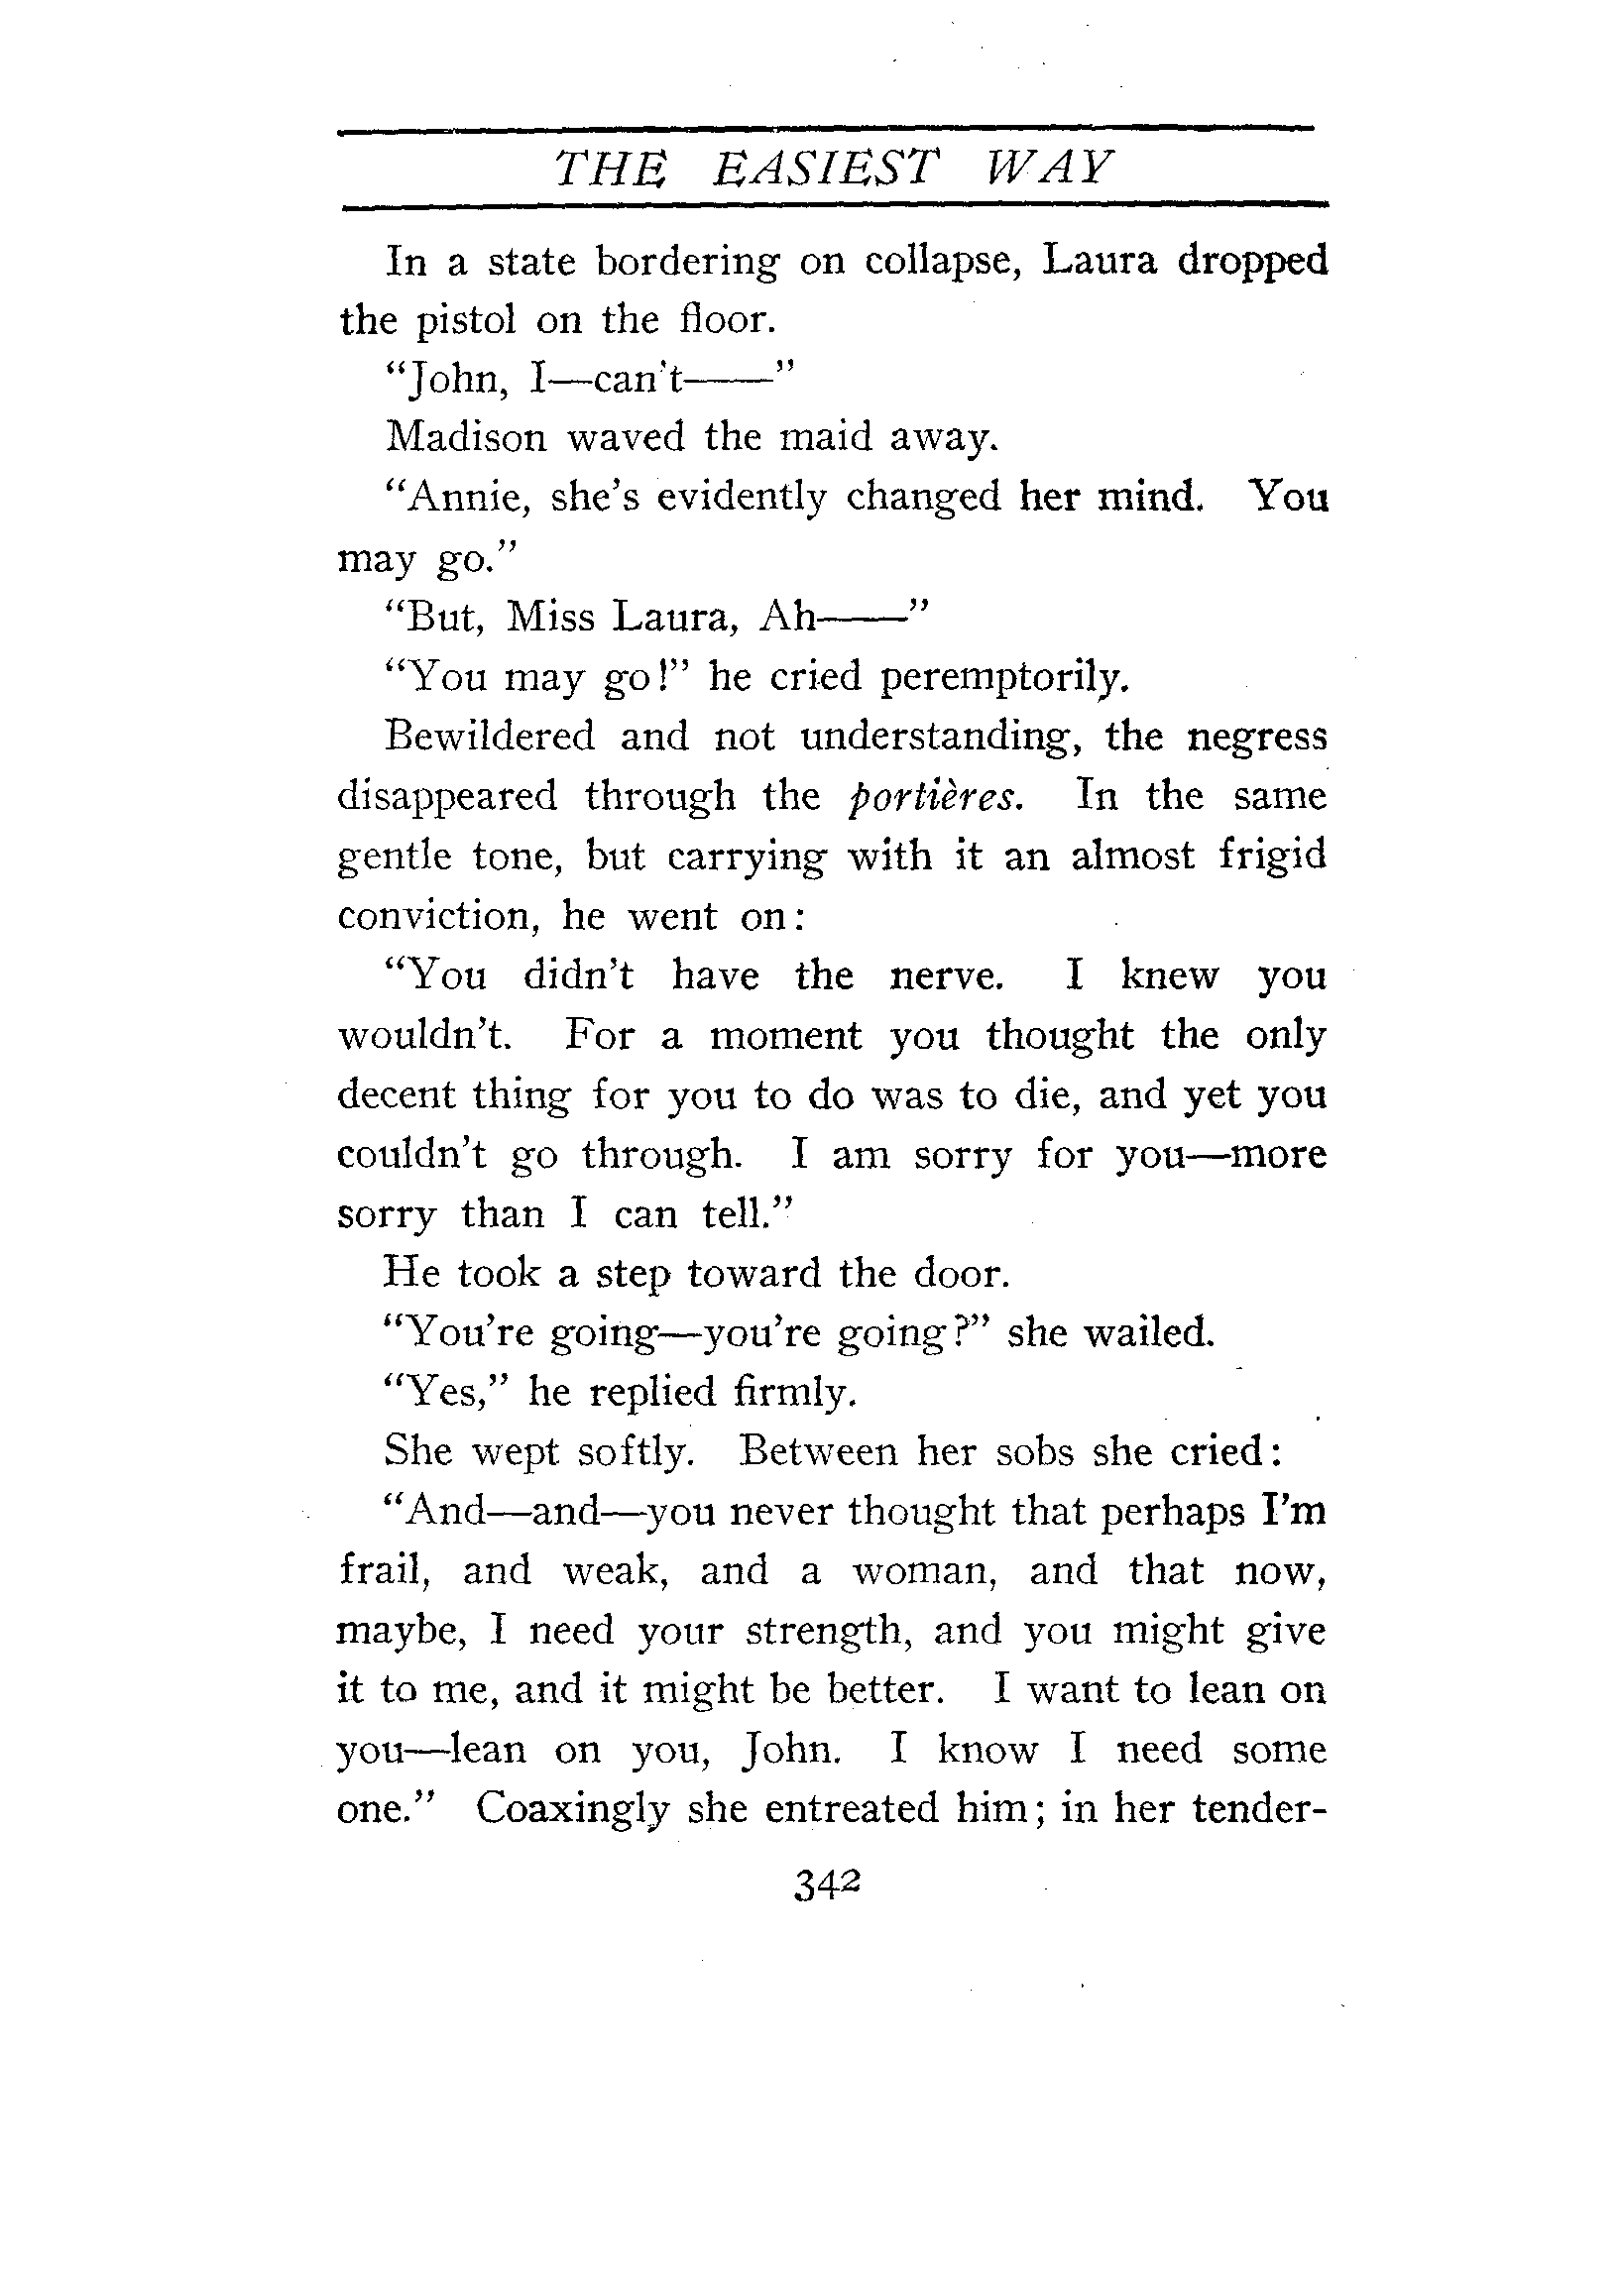 THE EASIEST WAY
In a state bordering on collapse, Laura dropped
the pistol on the floor.
“John, I—can't——”
Madison waved the maid away.
“Annie, she’s evidently changed her mind. You
may go.”
“But, Miss Laura, Ah——”
“You may go!” he cried peremptorily.
Bewildered and not understanding, the negress
disappeared through the portières. In the same
gentle tone, but carrying with it an almost frigid
conviction, he went on:
“You didn’t have the nerve. I knew you
wouldn’t. For a moment you thought the only
decent thing for you to do was to die, and yet you
couldn’t go through. I am sorry for you—more
sorry than I can tell.”
He took a step toward the door.
“You’re going—you’re going?” she wailed.
“Yes,” he replied firmly.
She wept softly. Between her sobs she cried:
“And—and—you never thought that perhaps I’m
frail, and weak, and a woman, and that now,
maybe, I need your strength, and you might give
it to me, and it might be better. I want to lean on
you—lean on you, John. I know I need some
one.” Coaxingly she entreated him; in her tender-
342